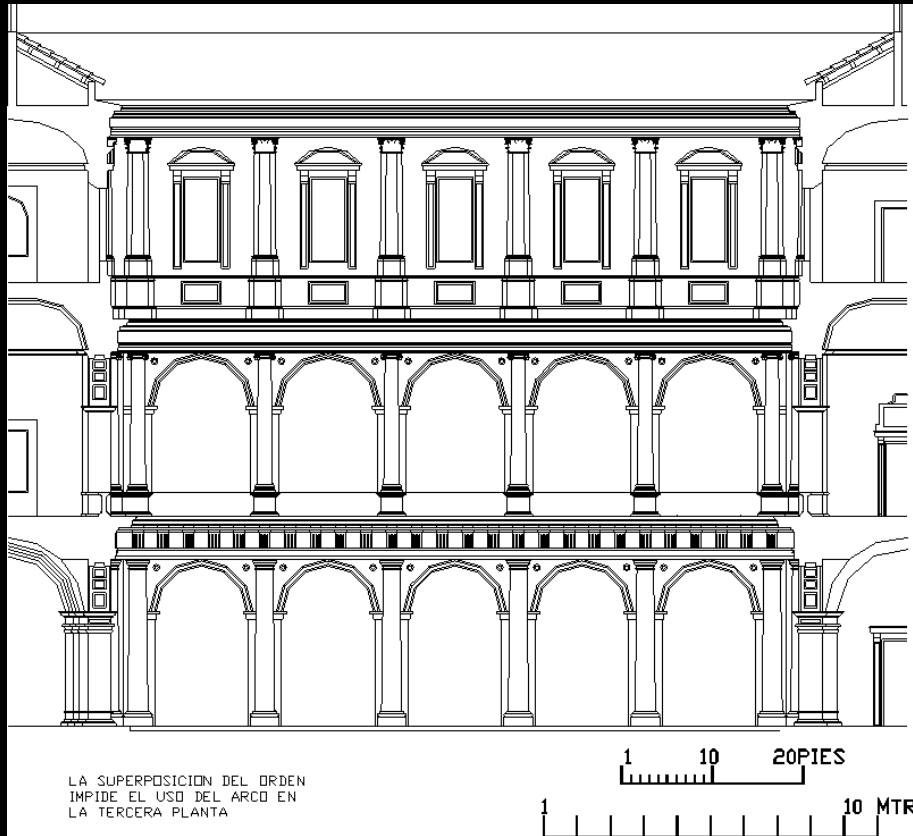 LA SUPERPOSICION DEL ORDEN
IMPIDE EL USO DEL ARCO EN
LA TERCERA PLANTA
1 10 20PIES
1 10 MTR